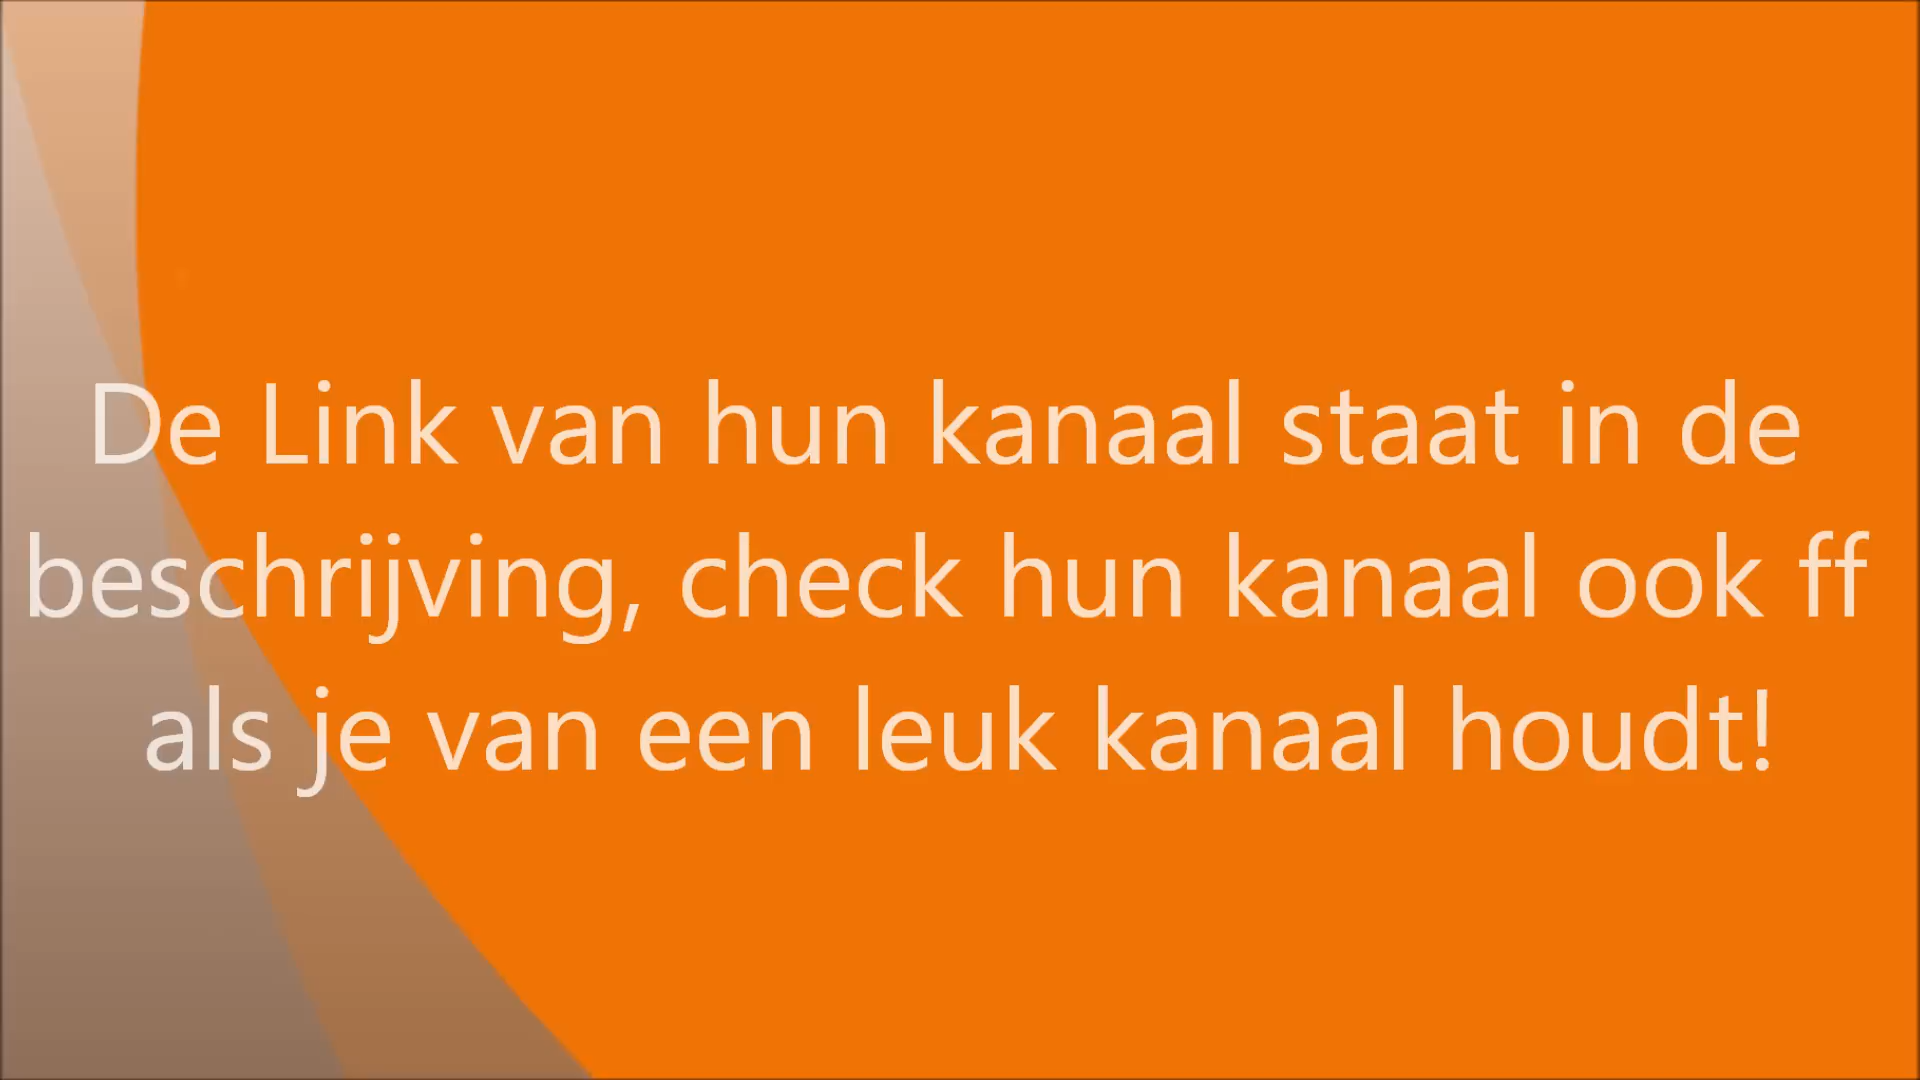 De Link van hun kanaal staat in de
beschrijving, check hun kanaal ook ff
als je van een leuk kanaal houdt!